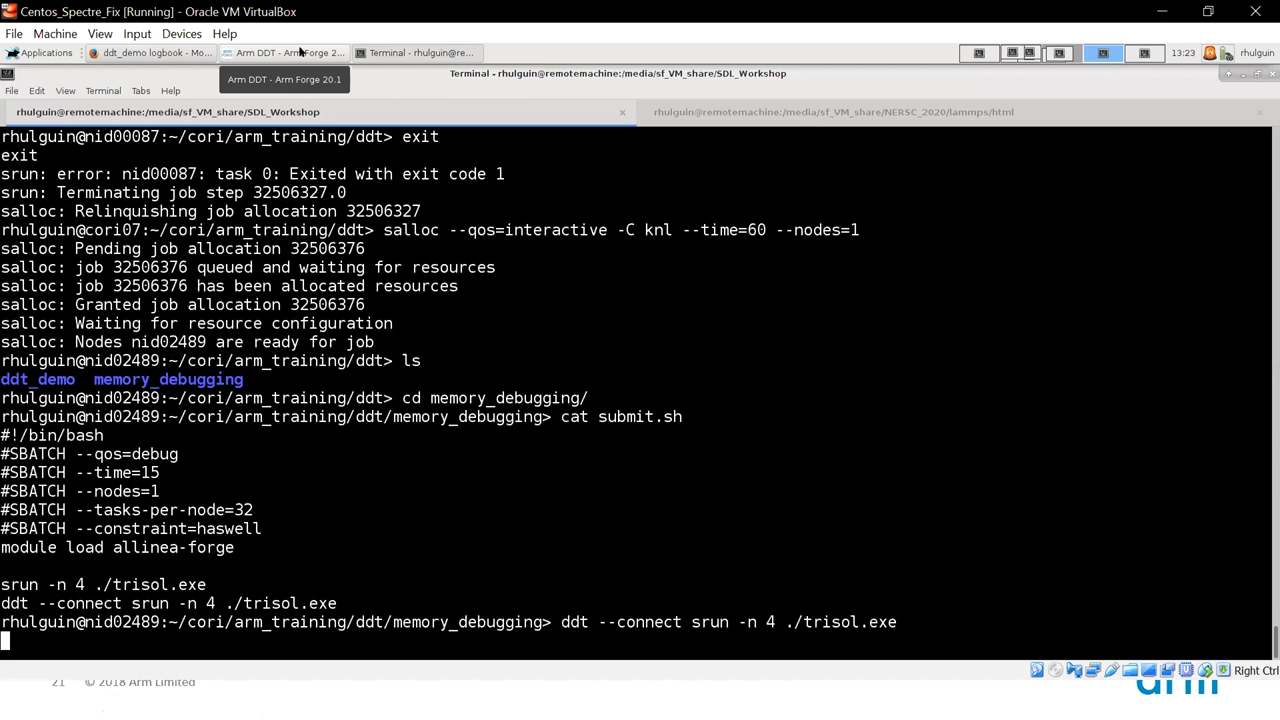 Centos_Spectre_Fix [Running] - Oracle VM VirtualBox
File Machine View Input Devices Help
Applications ddt_demo logbook - Mo... Arm DDT - Arm Forge 2... Terminal - rhulguin@re... 13:23 rhulguin
Arm DDT - Arm Forge 20.1
Terminal - rhulguin@remotemachine:/media/sf_VM_share/SDL_Workshop
File Edit View Terminal Tabs Help
rhulguin@remotemachine:/media/sf_VM_share/SDL_Workshop rhulguin@remotemachine:/media/sf_VM_share/NERSC_2020/lammps/html
rhulguin@nid00087:~/cori/arm_training/ddt> exit
exit
srun: error: nid00087: task 0: Exited with exit code 1
srun: Terminating job step 32506327.0
salloc: Relinquishing job allocation 32506327
rhulguin@cori07:~/cori/arm_training/ddt> salloc --qos=interactive -C knl --time=60 --nodes=1
salloc: Pending job allocation 32506376
salloc: job 32506376 queued and waiting for resources
salloc: job 32506376 has been allocated resources
salloc: Granted job allocation 32506376
salloc: Waiting for resource configuration
salloc: Nodes nid02489 are ready for job
rhulguin@nid02489:~/cori/arm_training/ddt> ls
ddt_demo memory_debugging
rhulguin@nid02489:~/cori/arm_training/ddt> cd memory_debugging/
rhulguin@nid02489:~/cori/arm_training/ddt/memory_debugging> cat submit.sh
#!/bin/bash
#SBATCH --qos=debug
#SBATCH --time=15
#SBATCH --nodes=1
#SBATCH --tasks-per-node=32
#SBATCH --constraint=haswell
module load allinea-forge
srun -n 4 ./trisol.exe
ddt --connect srun -n 4 ./trisol.exe
rhulguin@nid02489:~/cori/arm_training/ddt/memory_debugging> ddt --connect srun -n 4 ./trisol.exe
Right Ctrl
21 © 2018 Arm Limited
arm